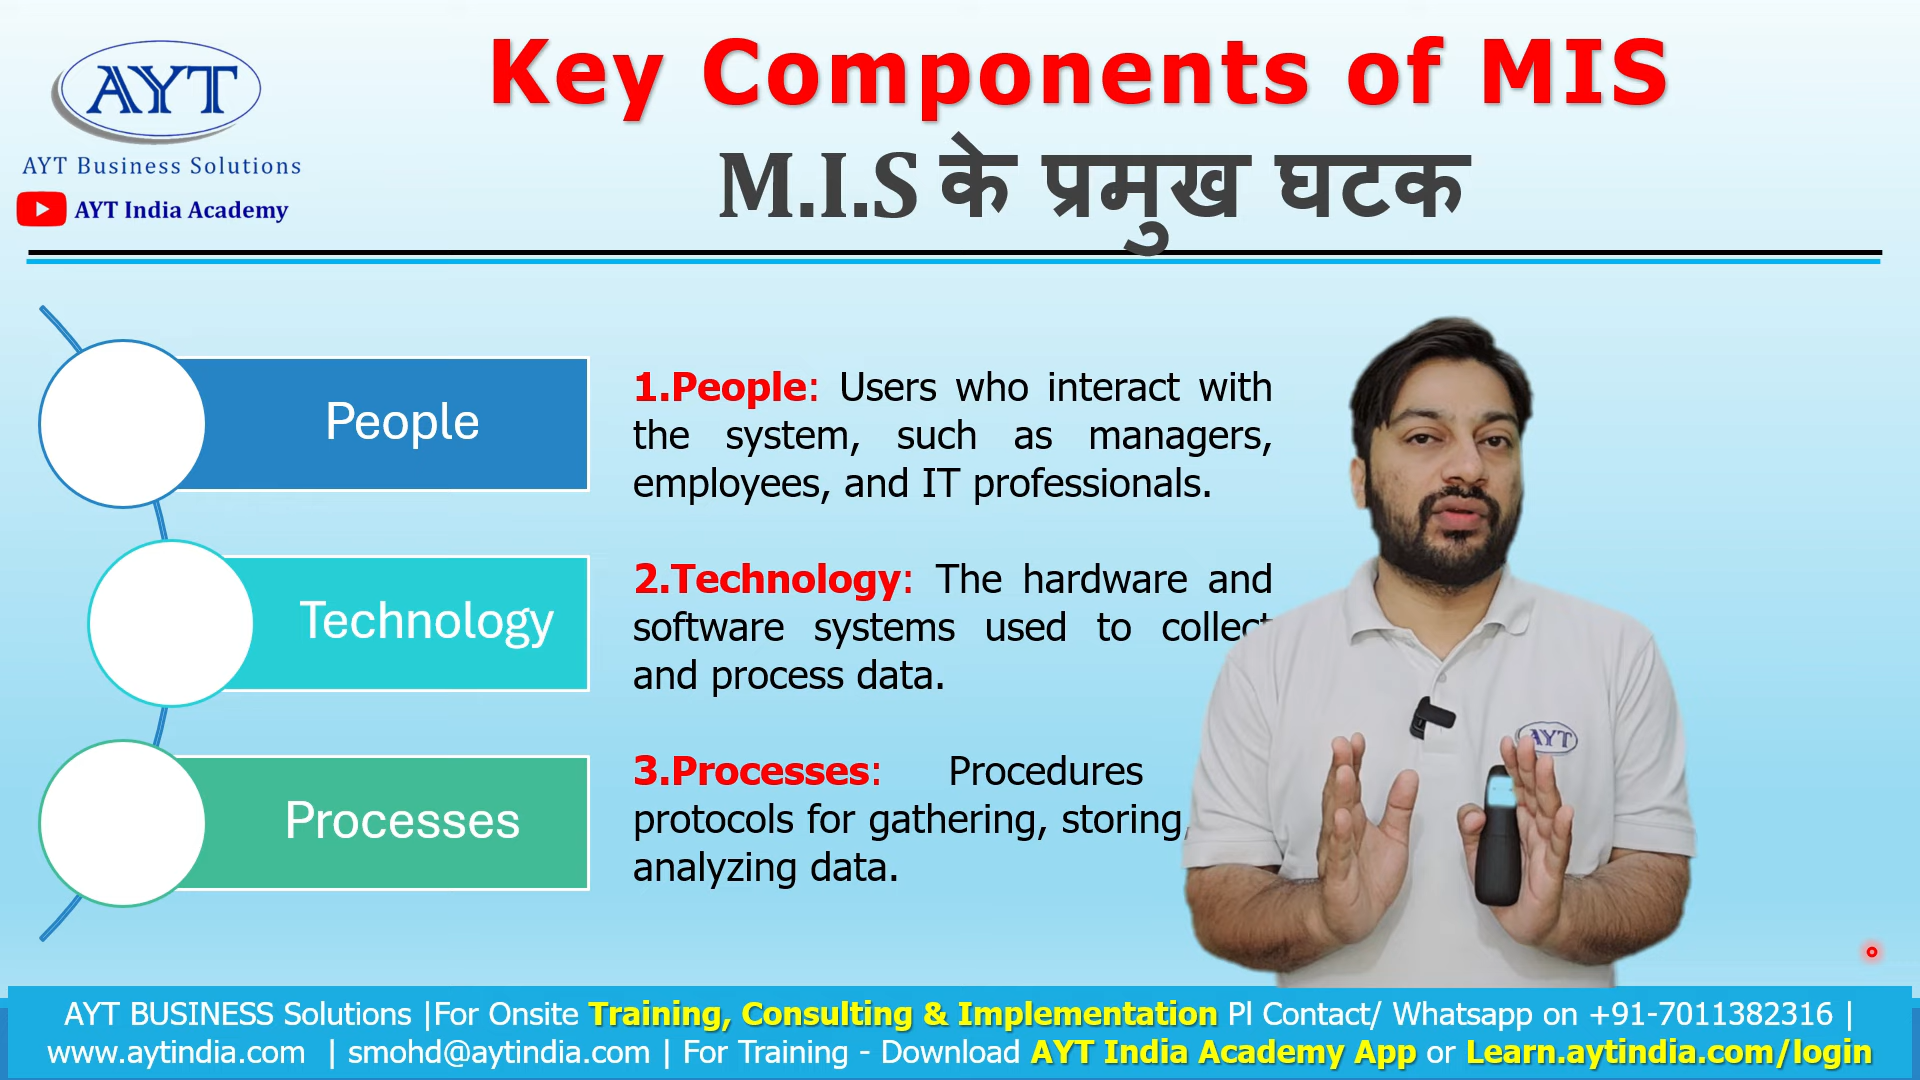 AYT
AYT Business Solutions
AYT India Academy
Key Components of MIS
M.I.S के प्रमुख घटक
People
Technology
Processes
1.People: Users who interact with
the system, such as managers,
employees, and IT professionals.
2.Technology: The hardware and
software systems used to collect
and process data.
3.Processes: Procedures
protocols for gathering, storing,
analyzing data.
AYT
AYT BUSINESS Solutions |For Onsite Training, Consulting & Implementation Pl Contact/ Whatsapp on +91-7011382316 |
www.aytindia.com | smohd@aytindia.com | For Training - Download AYT India Academy App or Learn.aytindia.com/login